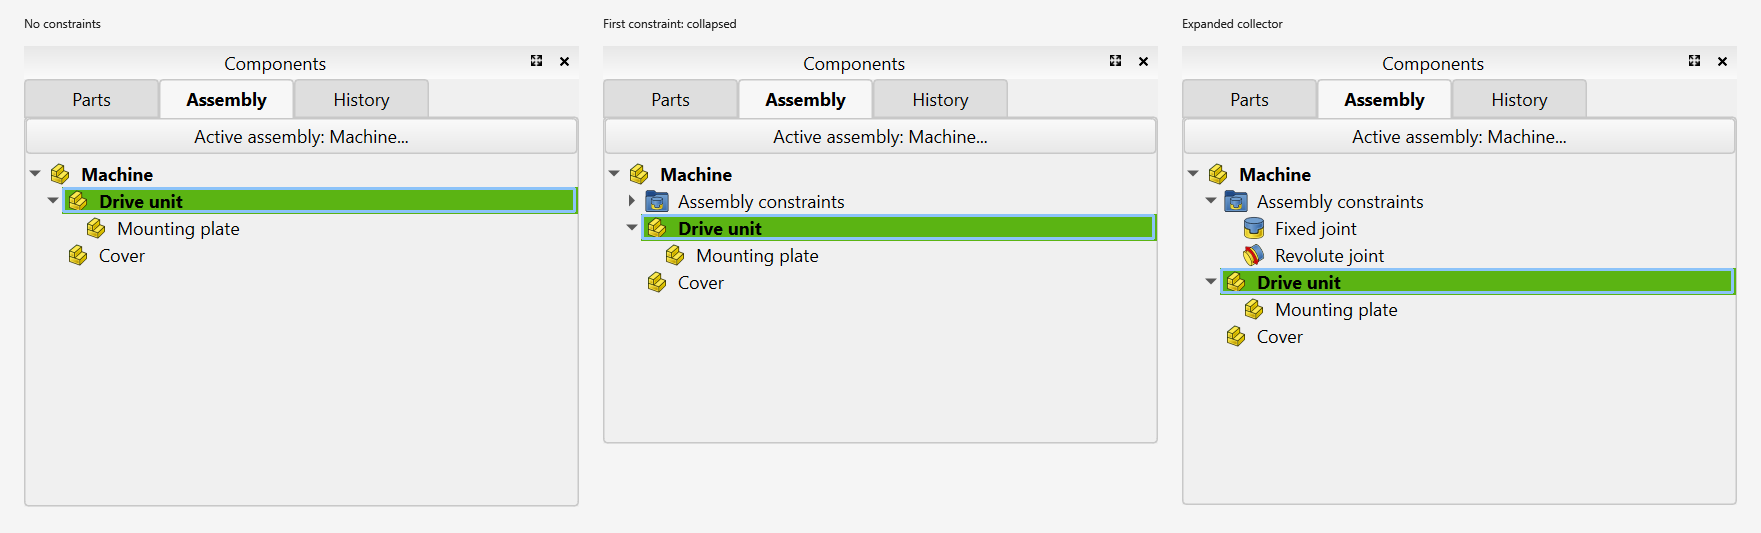 No constraints
Components
Parts Assembly History
Active assembly: Machine...
Machine
Drive unit
Mounting plate
Cover
First constraint: collapsed
Components
Parts Assembly History
Active assembly: Machine...
Machine
Assembly constraints
Drive unit
Mounting plate
Cover
Expanded collector
Components
Parts Assembly History
Active assembly: Machine...
Machine
Assembly constraints
Fixed joint
Revolute joint
Drive unit
Mounting plate
Cover